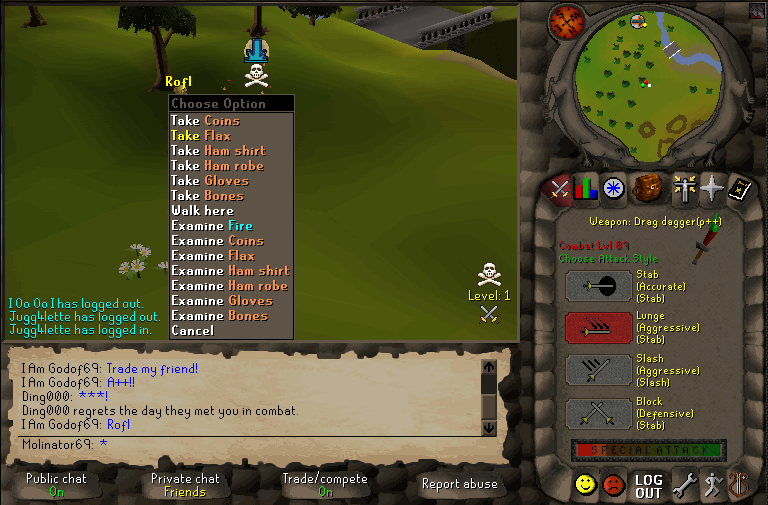 Rofl
Choose Option
Take Coins
Take Flax
Take Ham shirt
Take Ham robe
Take Gloves
Take Bones
Walk here
Examine Fire
Examine Coins
Examine Flax
Examine Ham shirt
Examine Ham robe
Examine Gloves
Examine Bones
Cancel
I Oo Oo I has logged out.
Jugg4lette has logged out.
Jugg4lette has logged in.
Level: 1
I Am Godof69: Trade my friend!
I Am Godof69: A++!!
Ding000: ***!
Ding000 regrets the day they met you in combat.
I Am Godof69: Rofl
Molinator69: *
Public chat
On
Private chat
Friends
Trade/compete
On
Report abuse
Weapon: Drag dagger(p++)
Combat Lvl 89
Choose Attack Style
Stab
(Accurate)
(Stab)
Lunge
(Aggressive)
(Stab)
Slash
(Aggressive)
(Slash)
Block
(Defensive)
(Stab)
SPECIAL ATTACK
LOG
OUT